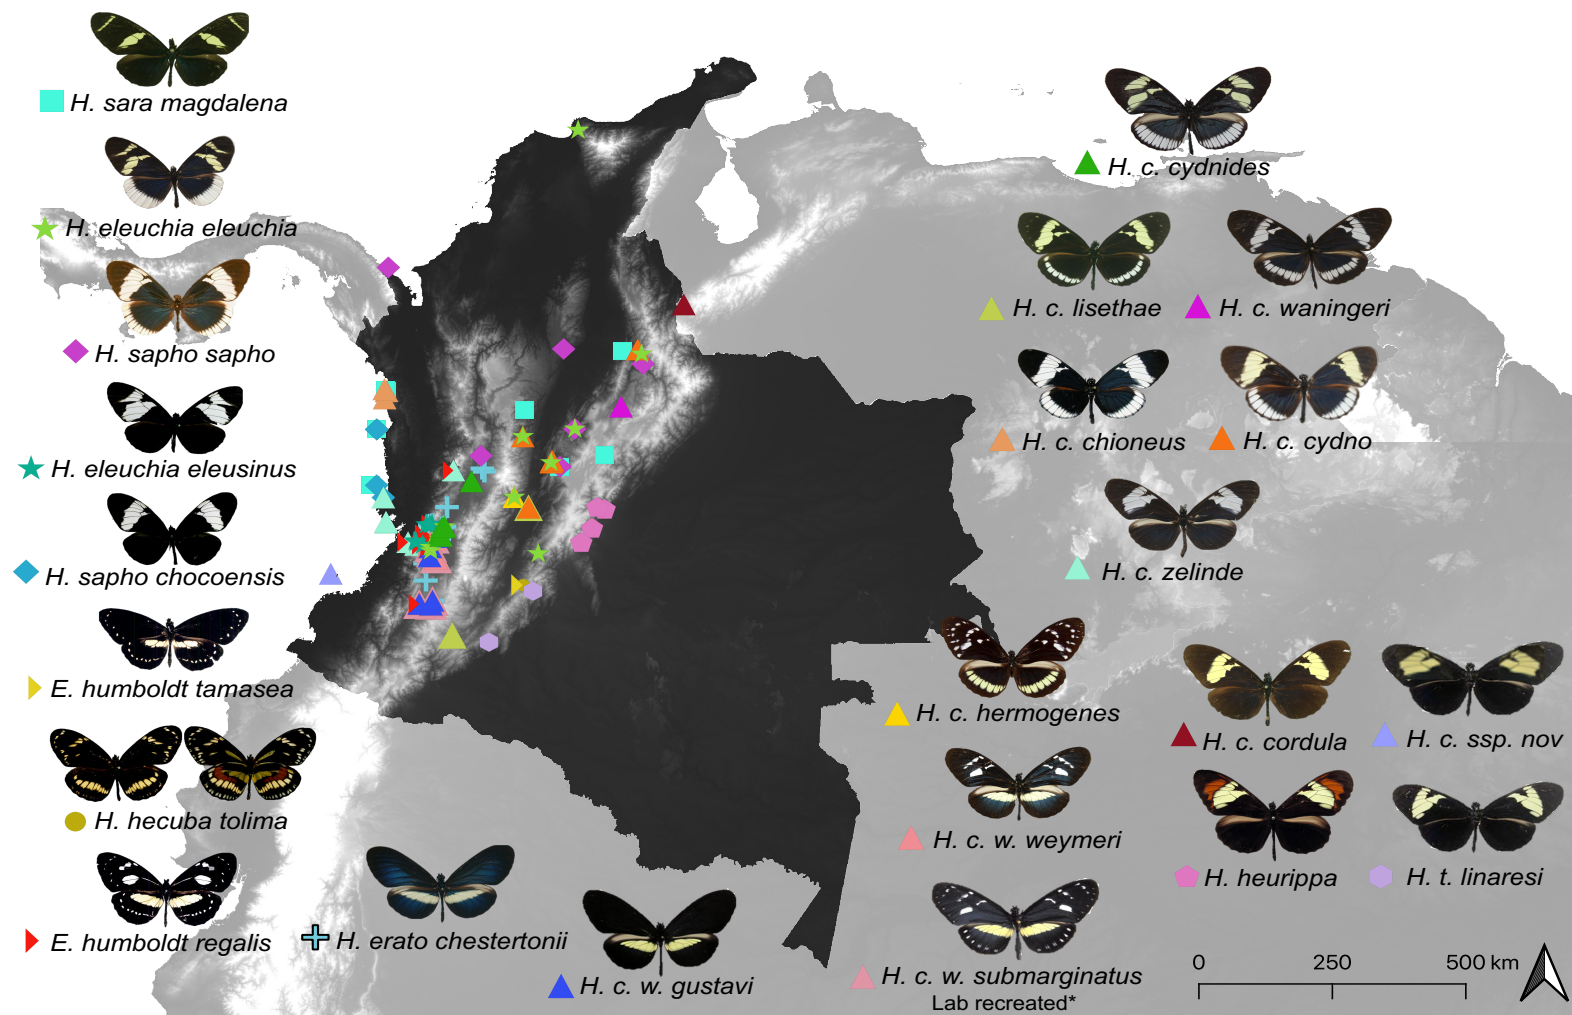 H. sara magdalena
H. eleuchia eleuchia
H. sapho sapho
H. eleuchia eleusinus
H. sapho chocoensis
E. humboldt tamasea
H. hecuba tolima
E. humboldt regalis
H. erato chestertonii
H. c. w. gustavi
H. c. cydnides
H. c. lisethae
H. c. waningeri
H. c. chioneus
H. c. cydno
H. c. zelinde
H. c. hermogenes
H. c. cordula
H. c. ssp. nov
H. c. w. weymeri
H. heurippa
H. t. linaresi
H. c. w. submarginatus
Lab recreated*
0 250 500 km